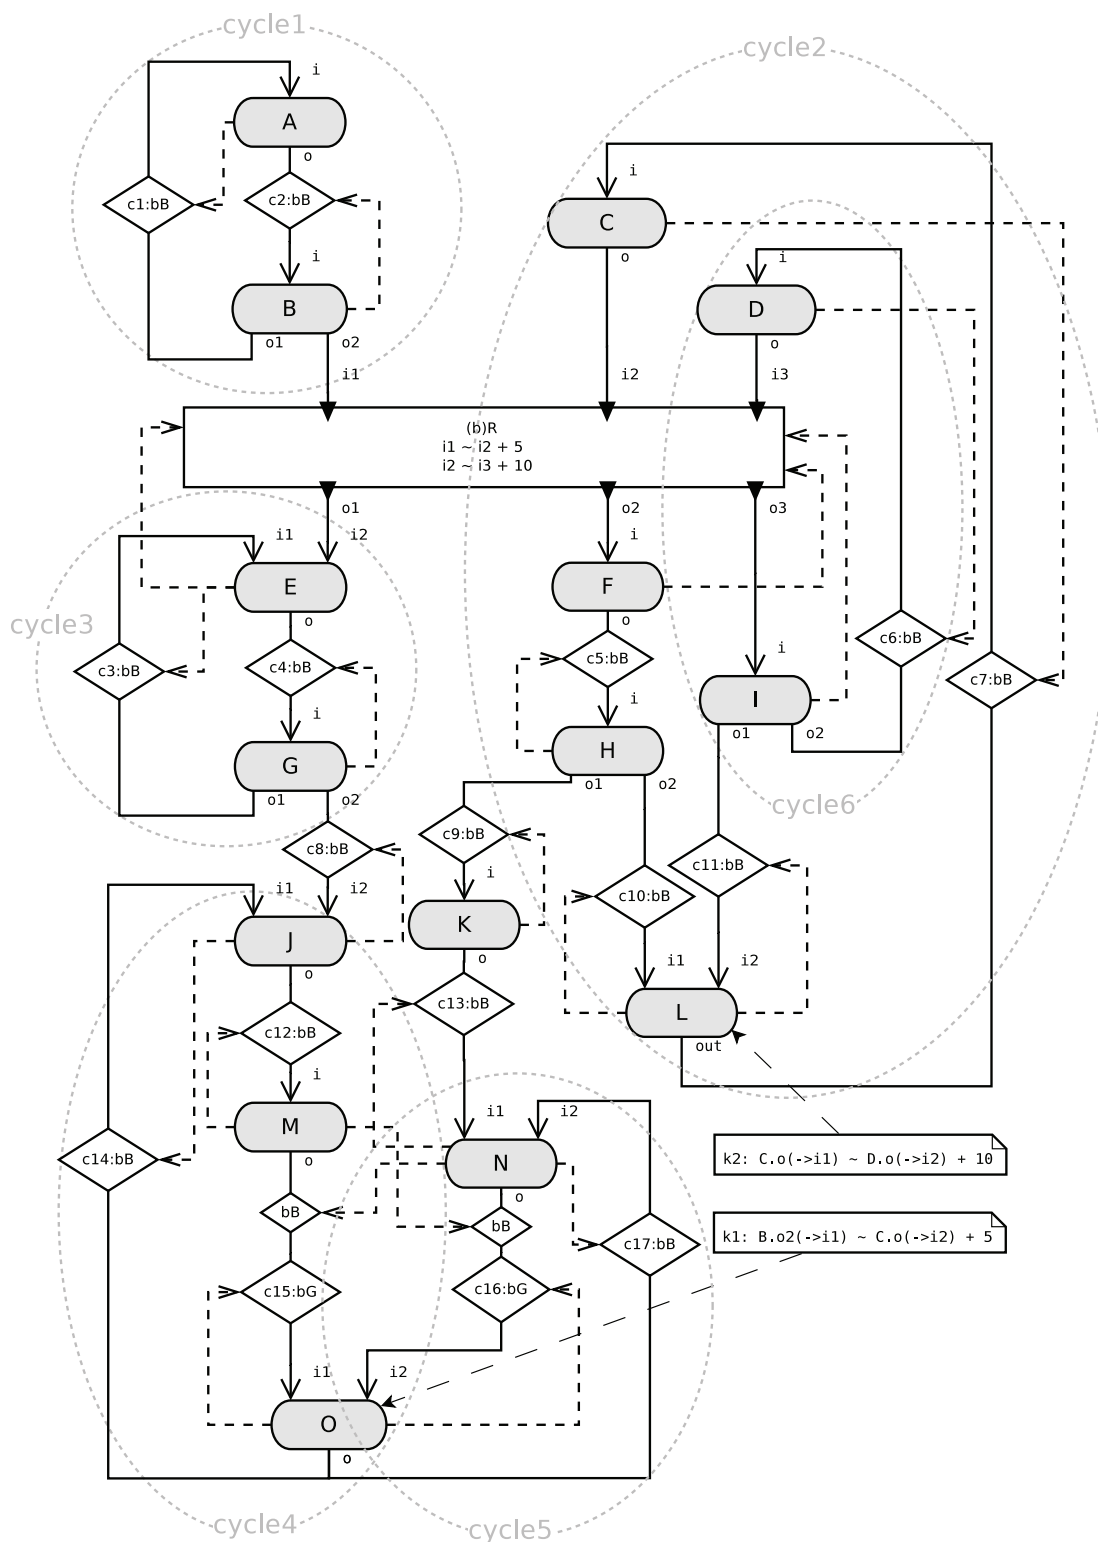 cycle1
cycle2
i
A
o
c1:bB
c2:bB
i
B
o1
o2
i1
i
C
o
i2
i
D
o
i3
(b)R
i1 ~ i2 + 5
i2 ~ i3 + 10
o1
i1
i2
o2
i
o3
E
o
cycle3
c3:bB
c4:bB
i
G
o1
o2
F
o
c5:bB
i
H
o1
o2
i
I
o1
o2
c6:bB
c7:bB
cycle6
c8:bB
i1
i2
c9:bB
i
K
o
c10:bB
c11:bB
i1
i2
L
out
J
o
c12:bB
i
M
o
c13:bB
i1
i2
N
o
c14:bB
bB
bB
c17:bB
c15:bG
c16:bG
k2: C.o(->i1) ~ D.o(->i2) + 10
k1: B.o2(->i1) ~ C.o(->i2) + 5
i1
i2
O
o
cycle4
cycle5